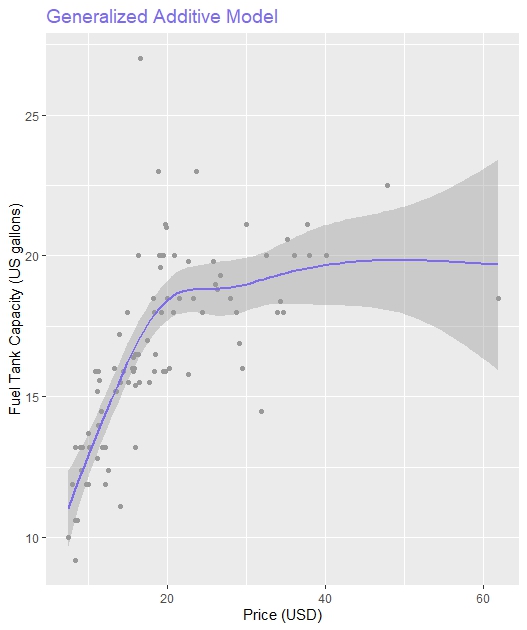 Generalized Additive Model
Fuel Tank Capacity (US gallons)
25
20
15
10
20 40 60
Price (USD)